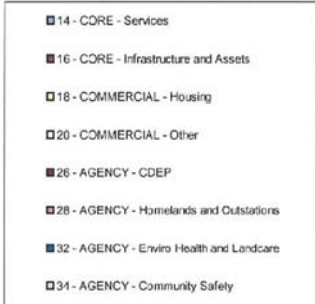 14 - CORE - Services
16 - CORE - Infrastructure and Assets
18 - COMMERCIAL - Housing
20 - COMMERCIAL - Other
26 - AGENCY - CDEP
28 - AGENCY - Homelands and Outstations
32 - AGENCY - Enviro Health and Landcare
34 - AGENCY - Community Safety